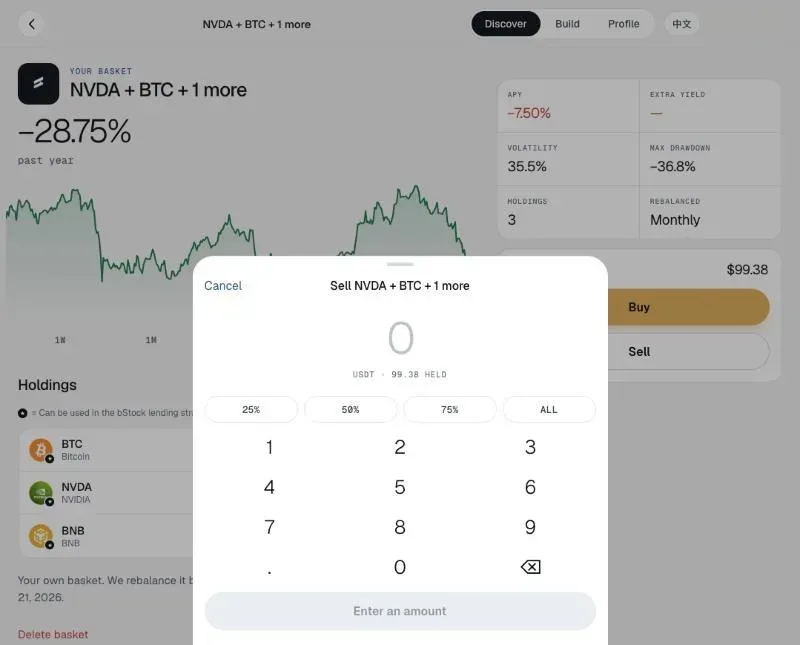 NVDA + BTC + 1 more
Discover
Build
Profile
中文
YOUR BASKET
NVDA + BTC + 1 more
−28.75%
past year
1W
1M
APY
−7.50%
EXTRA YIELD
—
VOLATILITY
35.5%
MAX DRAWDOWN
−36.8%
HOLDINGS
3
REBALANCED
Monthly
$99.38
Buy
Sell
Holdings
= Can be used in the bStock lending
BTC
Bitcoin
NVDA
NVIDIA
BNB
BNB
Your own basket. We rebalance it
21, 2026.
Delete basket
Cancel
Sell NVDA + BTC + 1 more
0
USDT · 99.38 HELD
25%
50%
75%
ALL
1
2
3
4
5
6
7
8
9
.
0
Enter an amount